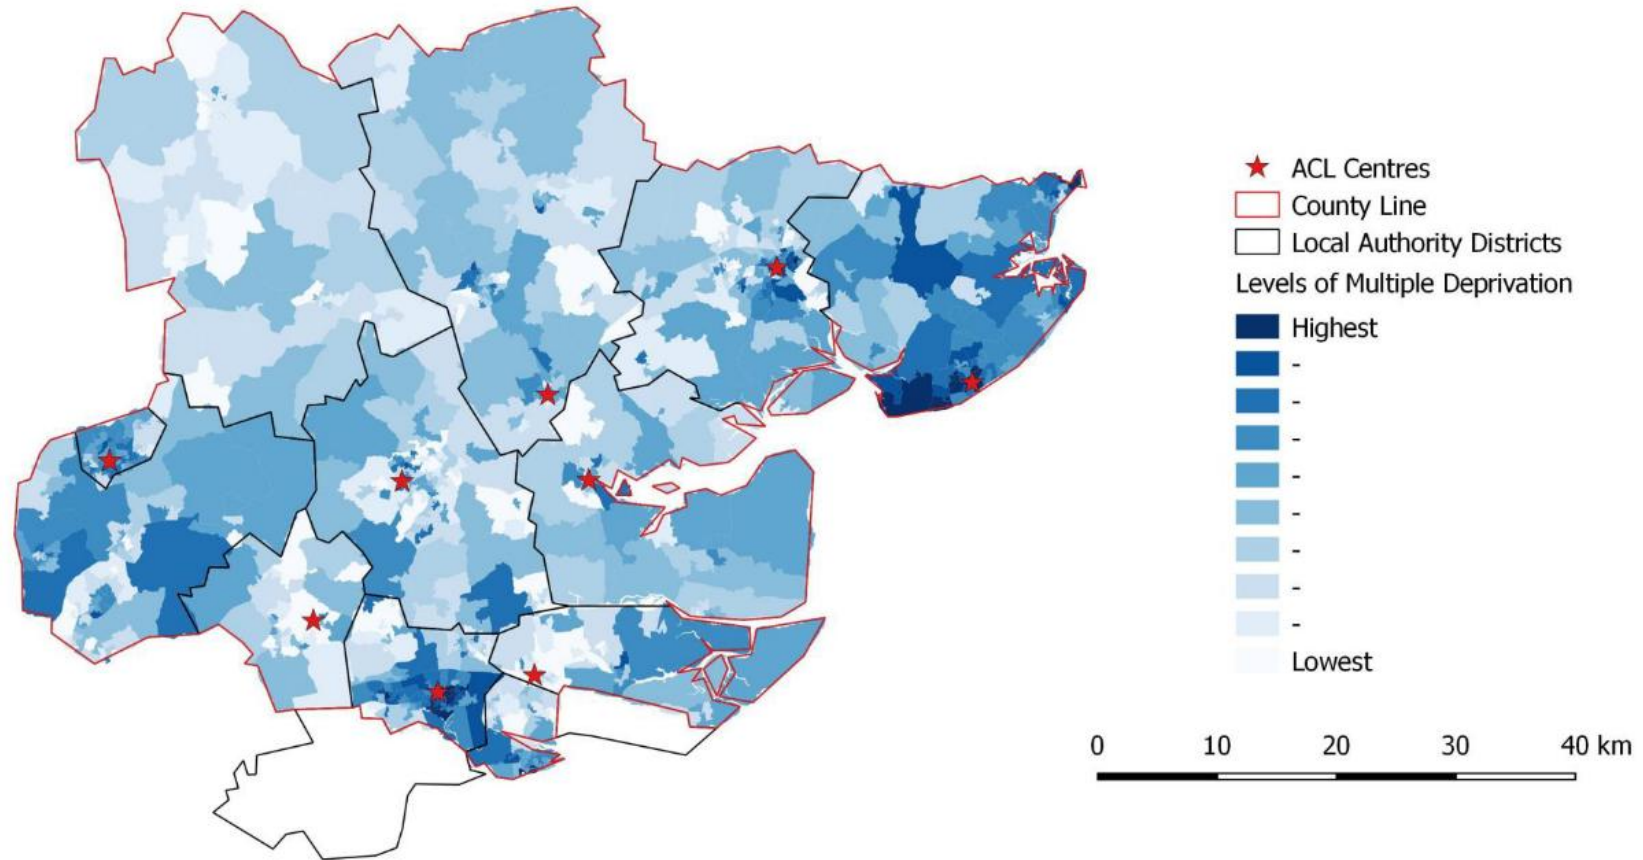 ACL Centres
County Line
Local Authority Districts
Levels of Multiple Deprivation
Highest
-
-
-
-
-
-
-
-
Lowest
0 10 20 30 40 km